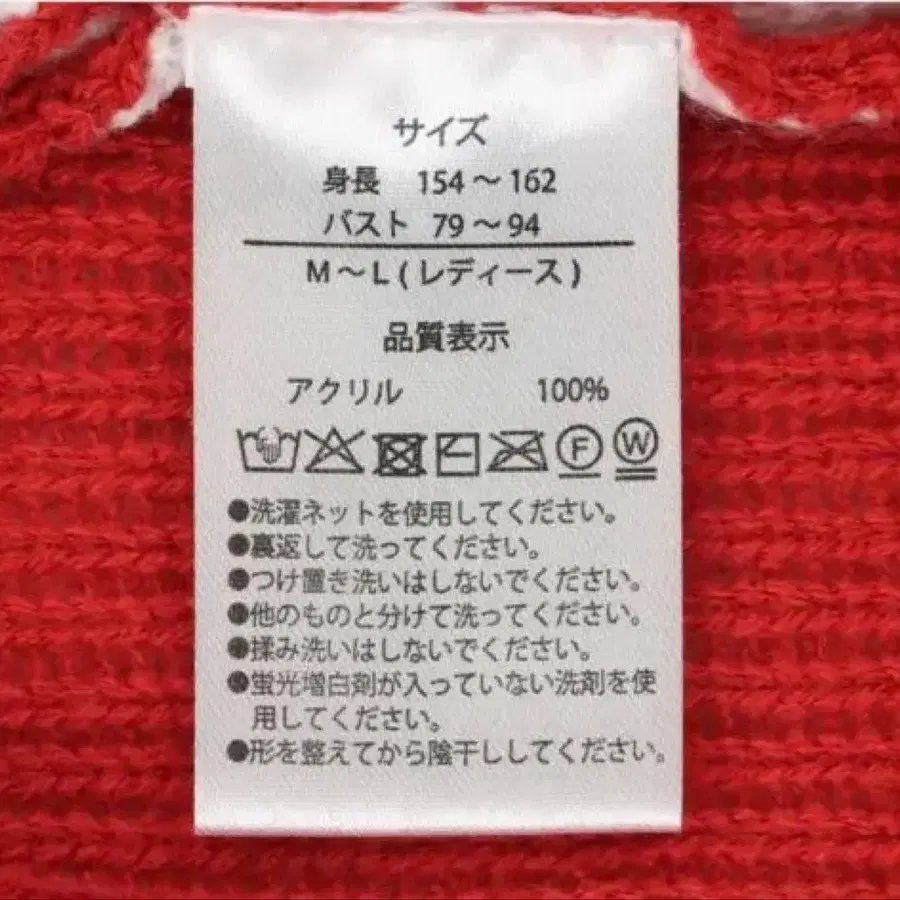 サイズ
身長 154～162
バスト 79～94
M～L(レディース)
品質表示
アクリル 100%
F W
●洗濯ネットを使用してください。
●裏返して洗ってください。
●つけ置き洗いはしないでください。
●他のものと分けて洗ってください。
●揉み洗いはしないでください。
●蛍光増白剤が入っていない洗剤を使
用してください。
●形を整えてから陰干ししてください。